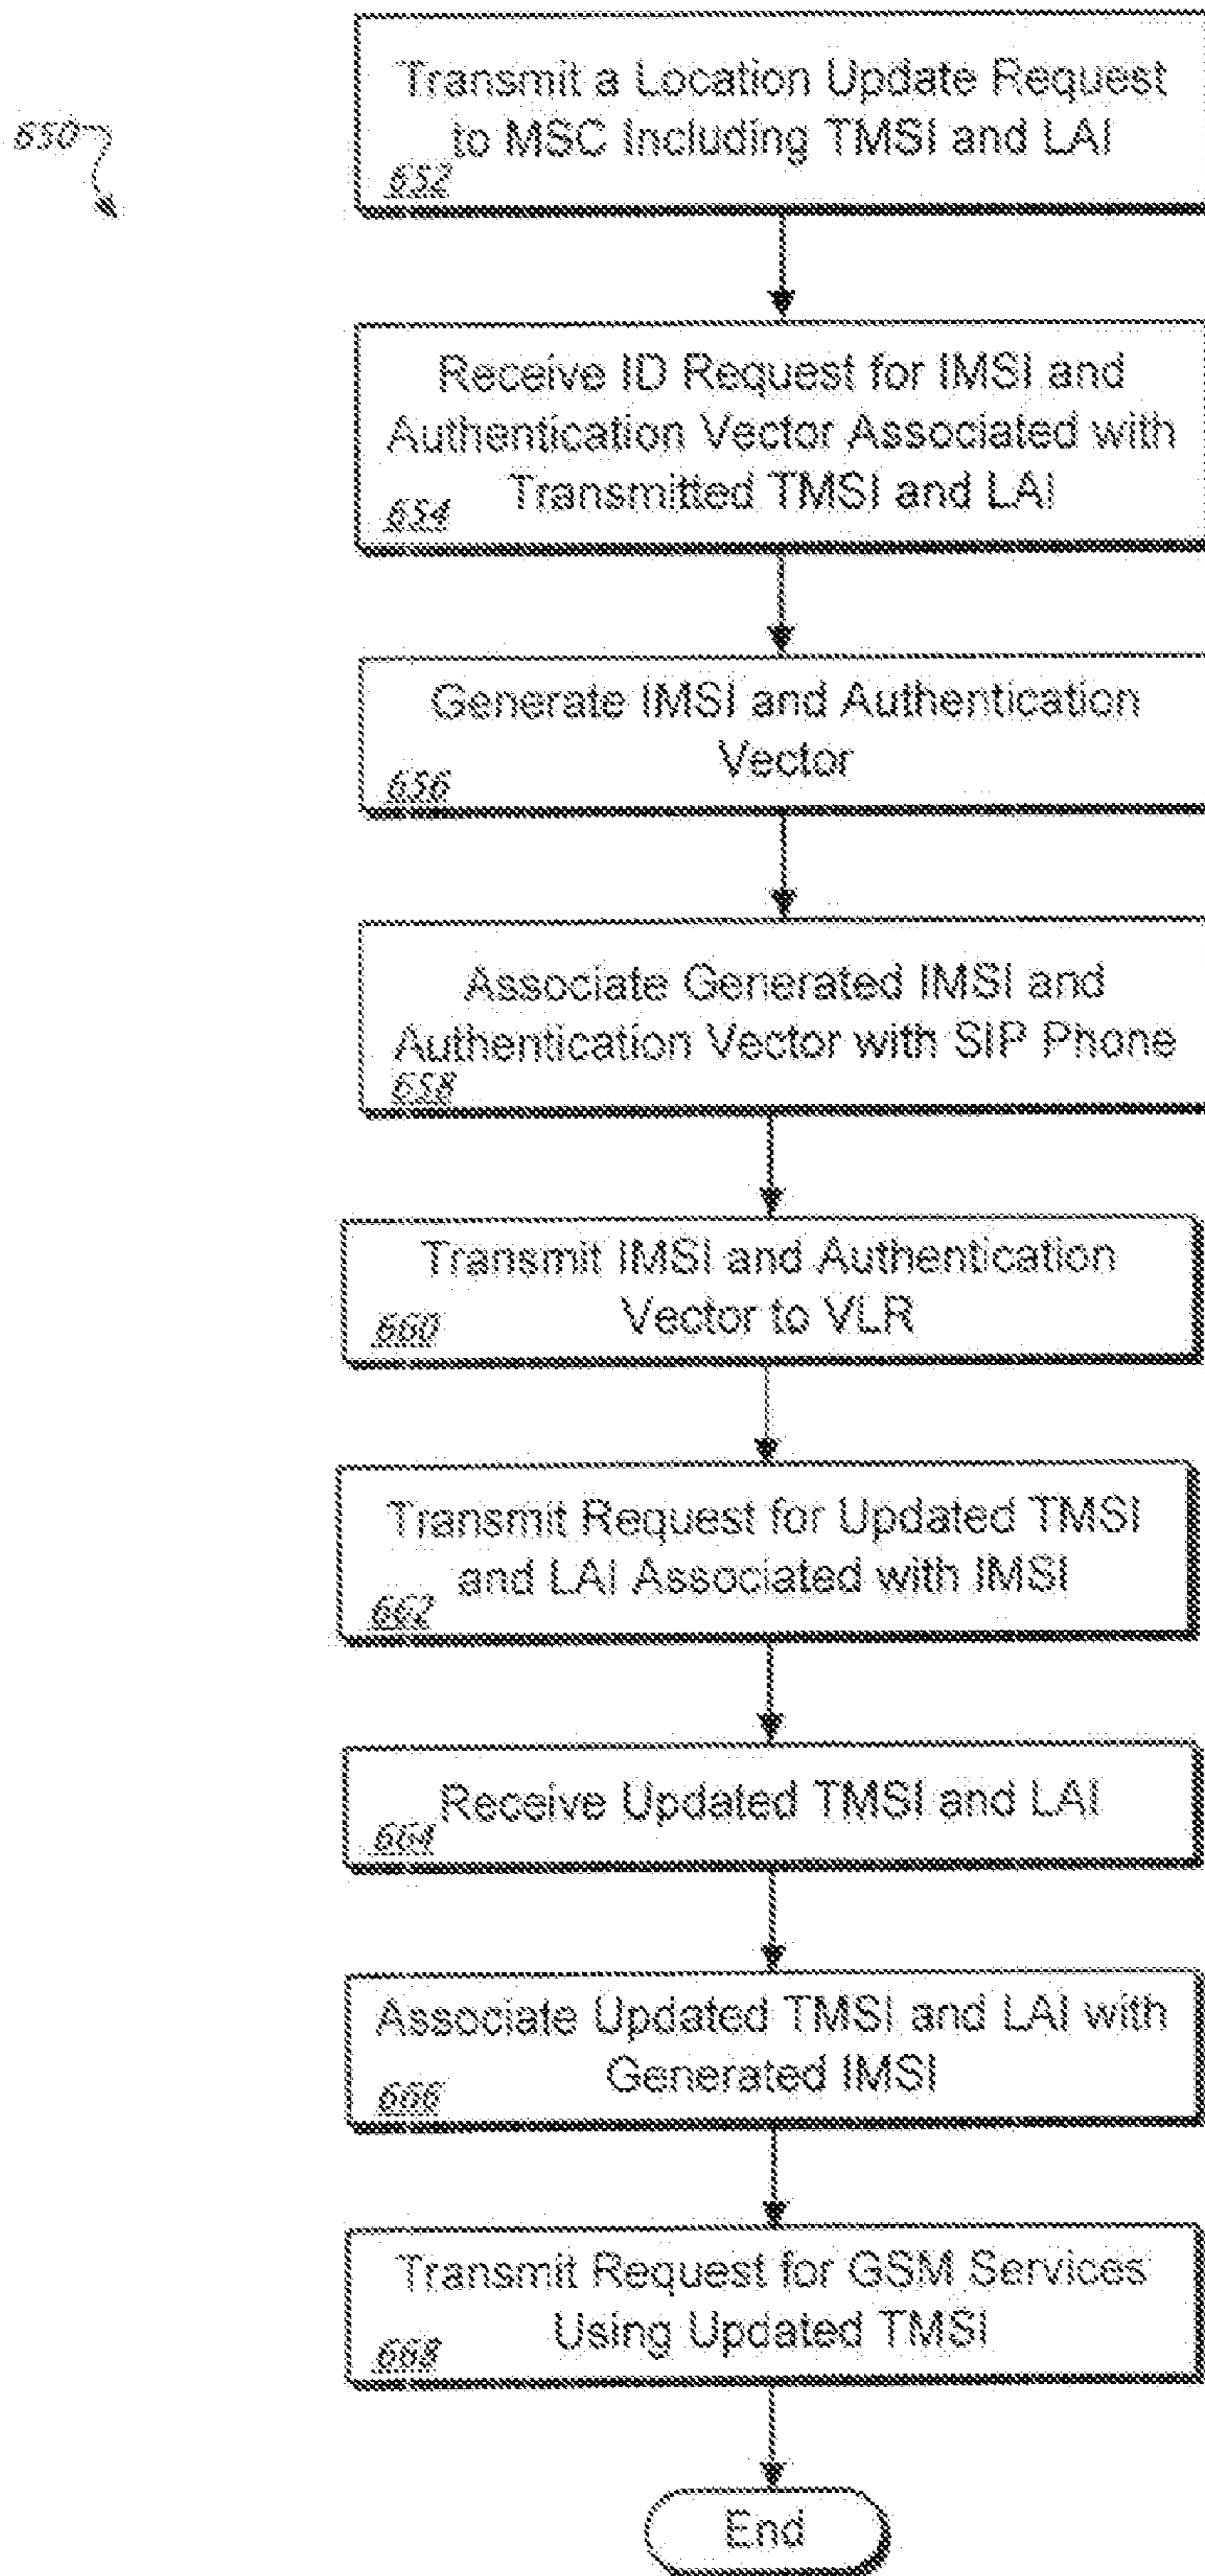 650
Transmit a Location Update Request
to MSC Including TMSI and LAI
652
Receive ID Request for IMSI and
Authentication Vector Associated with
Transmitted TMSI and LAI
654
Generate IMSI and Authentication
Vector
656
Associate Generated IMSI and
Authentication Vector with SIP Phone
658
Transmit IMSI and Authentication
Vector to VLR
660
Transmit Request for Updated TMSI
and LAI Associated with IMSI
662
Receive Updated TMSI and LAI
664
Associate Updated TMSI and LAI with
Generated IMSI
666
Transmit Request for GSM Services
Using Updated TMSI
668
End